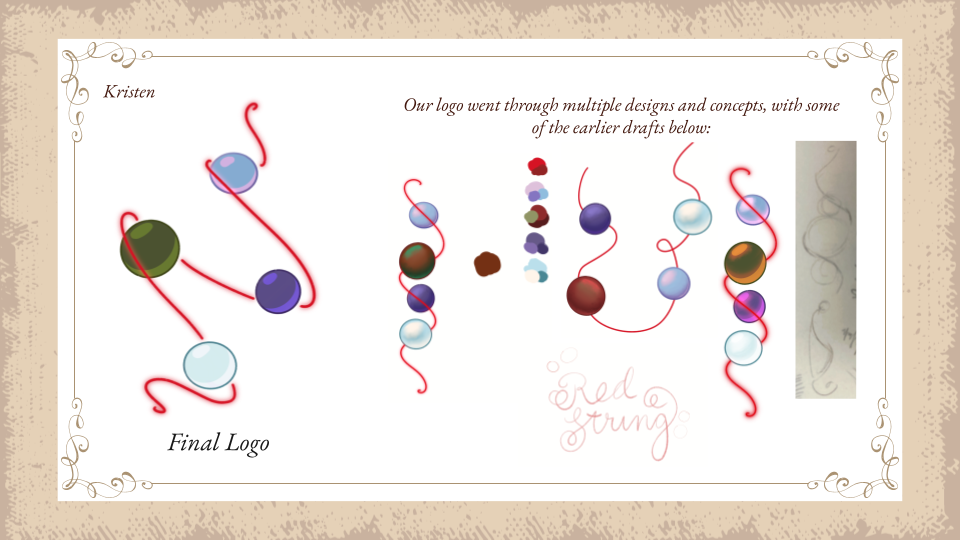 Kristen
Our logo went through multiple designs and concepts, with some
of the earlier drafts below:
Red
String
Final Logo